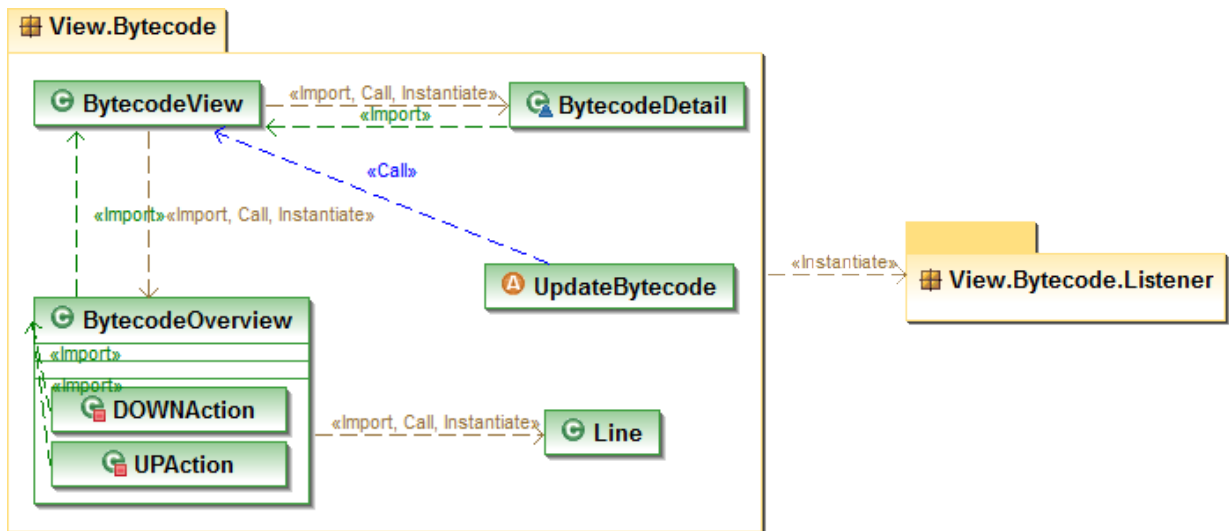 View.Bytecode
BytecodeView
«Import, Call, Instantiate»
«Import»
BytecodeDetail
«Call»
«Import»
«Import, Call, Instantiate»
UpdateBytecode
«Instantiate»
View.Bytecode.Listener
BytecodeOverview
«Import»
«Import»
DOWNAction
UPAction
«Import, Call, Instantiate»
Line